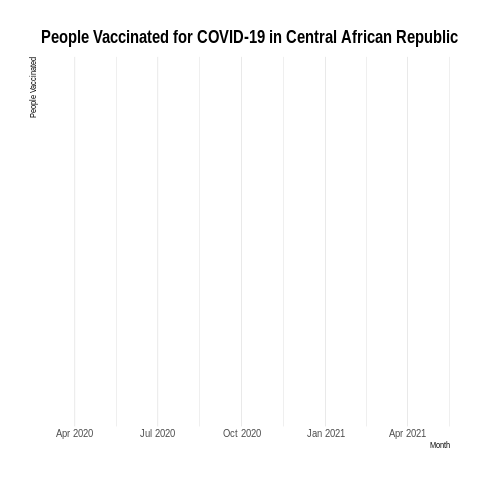 People Vaccinated for COVID-19 in Central African Republic
People Vaccinated
Apr 2020
Jul 2020
Oct 2020
Jan 2021
Apr 2021
Month